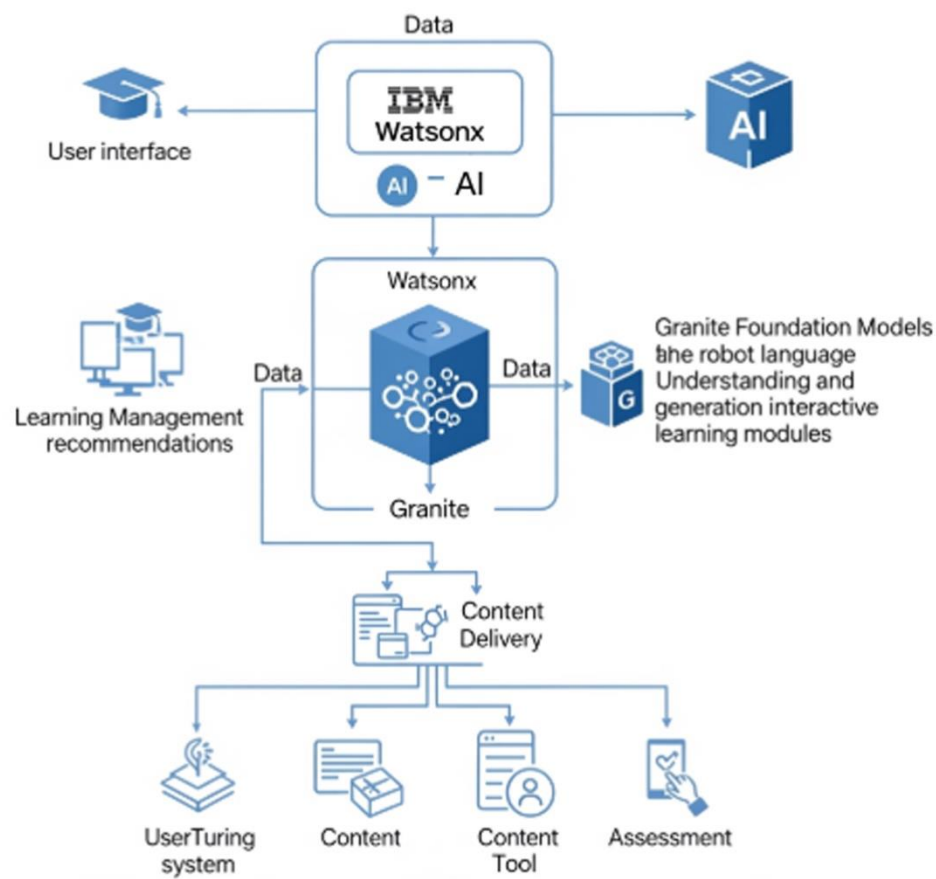 Data
IBM
Watsonx
AI – AI
User interface
AI
Watsonx
Data
Data
Learning Management
recommendations
G
Granite Foundation Models
the robot language
Understanding and
generation interactive
learning modules
Granite
Content
Delivery
UserTuring
system
Content
Content
Tool
Assessment